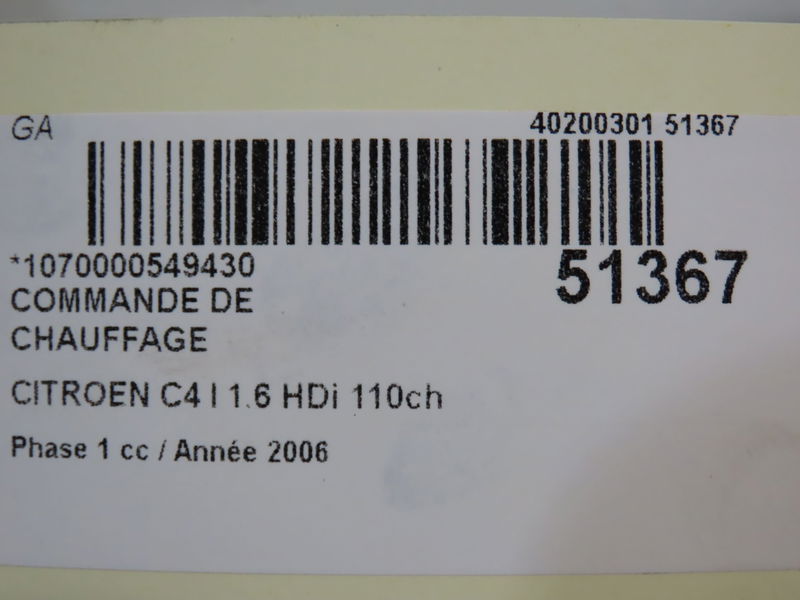 GA
40200301 51367
*1070000549430
51367
COMMANDE DE
CHAUFFAGE
CITROEN C4 I 1.6 HDi 110ch
Phase 1 cc / Année 2006